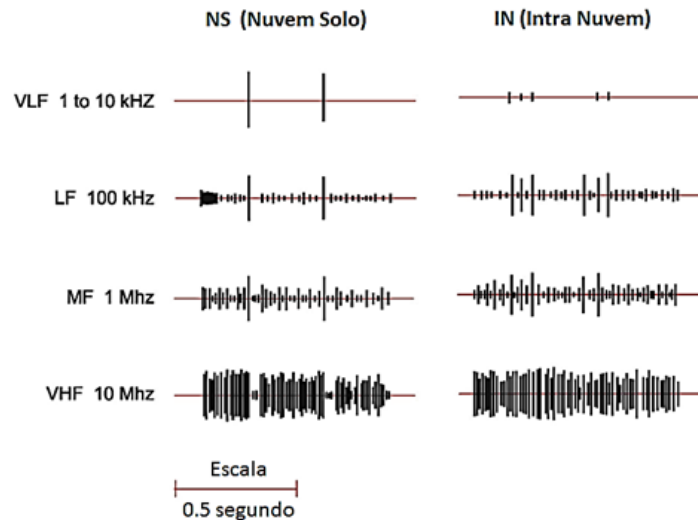 NS (Nuvem Solo)
IN (Intra Nuvem)
VLF 1 to 10 kHZ
LF 100 kHz
MF 1 Mhz
VHF 10 Mhz
Escala
0.5 segundo